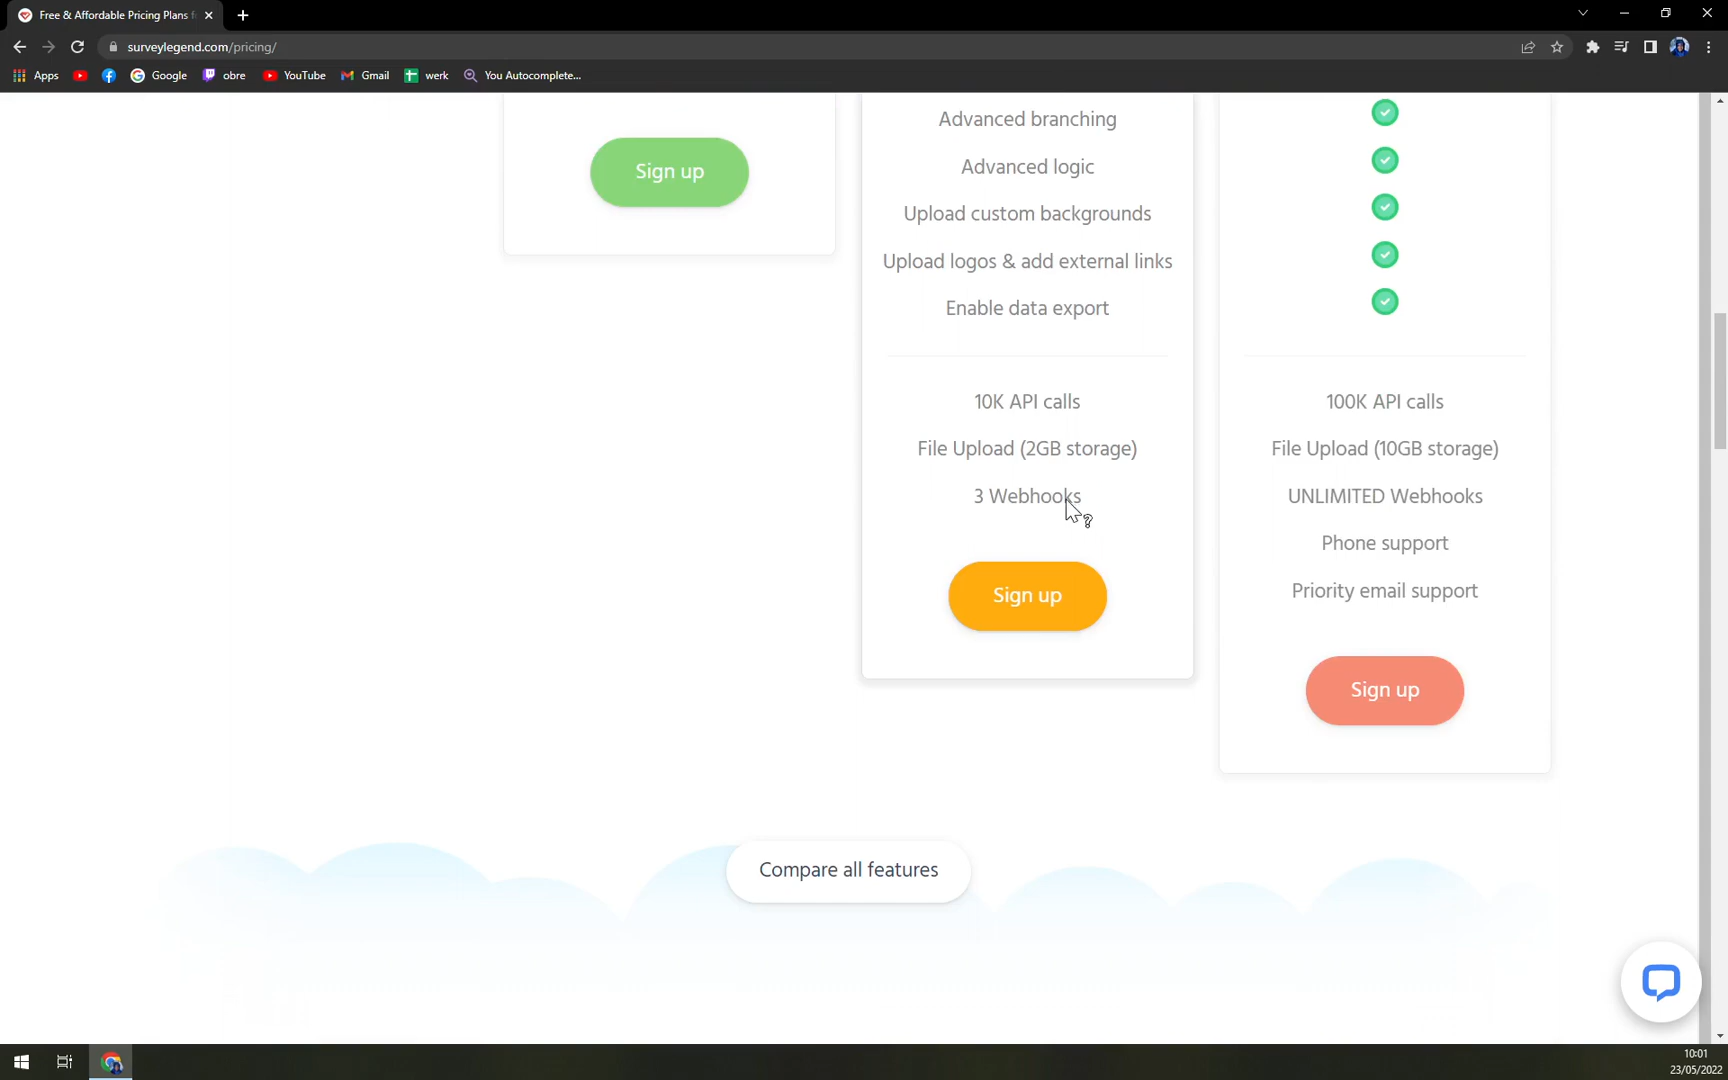 Free & Affordable Pricing Plans
surveylegend.com/pricing/
Apps
Google
obre
YouTube
Gmail
werk
You Autocomplete...
Sign up
Advanced branching
Advanced logic
Upload custom backgrounds
Upload logos & add external links
Enable data export
10K API calls
File Upload (2GB storage)
3 Webhooks
Sign up
100K API calls
File Upload (10GB storage)
UNLIMITED Webhooks
Phone support
Priority email support
Sign up
Compare all features
10:01
23/05/2022